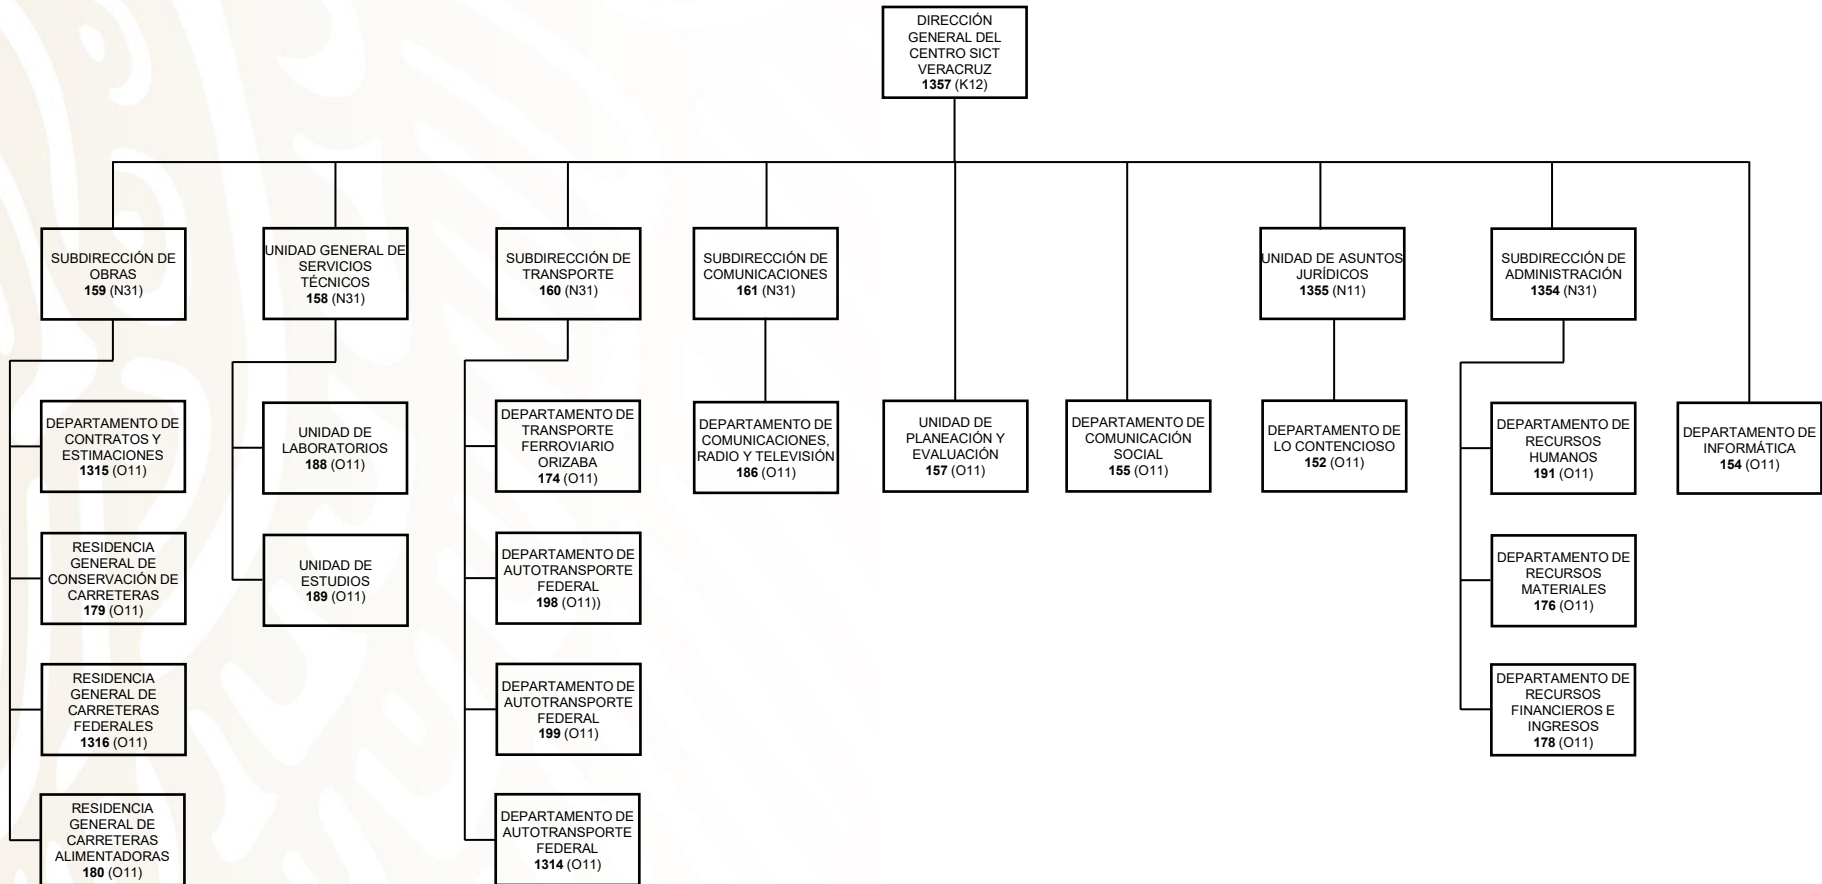 DIRECCIÓN
GENERAL DEL
CENTRO SICT
VERACRUZ
1357 (K12)
SUBDIRECCIÓN DE
OBRAS
159 (N31)
UNIDAD GENERAL DE
SERVICIOS
TÉCNICOS
158 (N31)
SUBDIRECCIÓN DE
TRANSPORTE
160 (N31)
SUBDIRECCIÓN DE
COMUNICACIONES
161 (N31)
UNIDAD DE ASUNTOS
JURÍDICOS
1355 (N11)
SUBDIRECCIÓN DE
ADMINISTRACIÓN
1354 (N31)
DEPARTAMENTO DE
CONTRATOS Y
ESTIMACIONES
1315 (O11)
UNIDAD DE
LABORATORIOS
188 (O11)
DEPARTAMENTO DE
TRANSPORTE
FERROVIARIO
ORIZABA
174 (O11)
DEPARTAMENTO DE
COMUNICACIONES,
RADIO Y TELEVISIÓN
186 (O11)
UNIDAD DE
PLANEACIÓN Y
EVALUACIÓN
157 (O11)
DEPARTAMENTO DE
COMUNICACIÓN
SOCIAL
155 (O11)
DEPARTAMENTO DE
LO CONTENCIOSO
152 (O11)
DEPARTAMENTO DE
RECURSOS
HUMANOS
191 (O11)
DEPARTAMENTO DE
INFORMÁTICA
154 (O11)
RESIDENCIA
GENERAL DE
CONSERVACIÓN DE
CARRETERAS
179 (O11)
UNIDAD DE
ESTUDIOS
189 (O11)
DEPARTAMENTO DE
AUTOTRANSPORTE
FEDERAL
198 (O11))
DEPARTAMENTO DE
RECURSOS
MATERIALES
176 (O11)
RESIDENCIA
GENERAL DE
CARRETERAS
FEDERALES
1316 (O11)
DEPARTAMENTO DE
AUTOTRANSPORTE
FEDERAL
199 (O11)
DEPARTAMENTO DE
RECURSOS
FINANCIEROS E
INGRESOS
178 (O11)
RESIDENCIA
GENERAL DE
CARRETERAS
ALIMENTADORAS
180 (O11)
DEPARTAMENTO DE
AUTOTRANSPORTE
FEDERAL
1314 (O11)